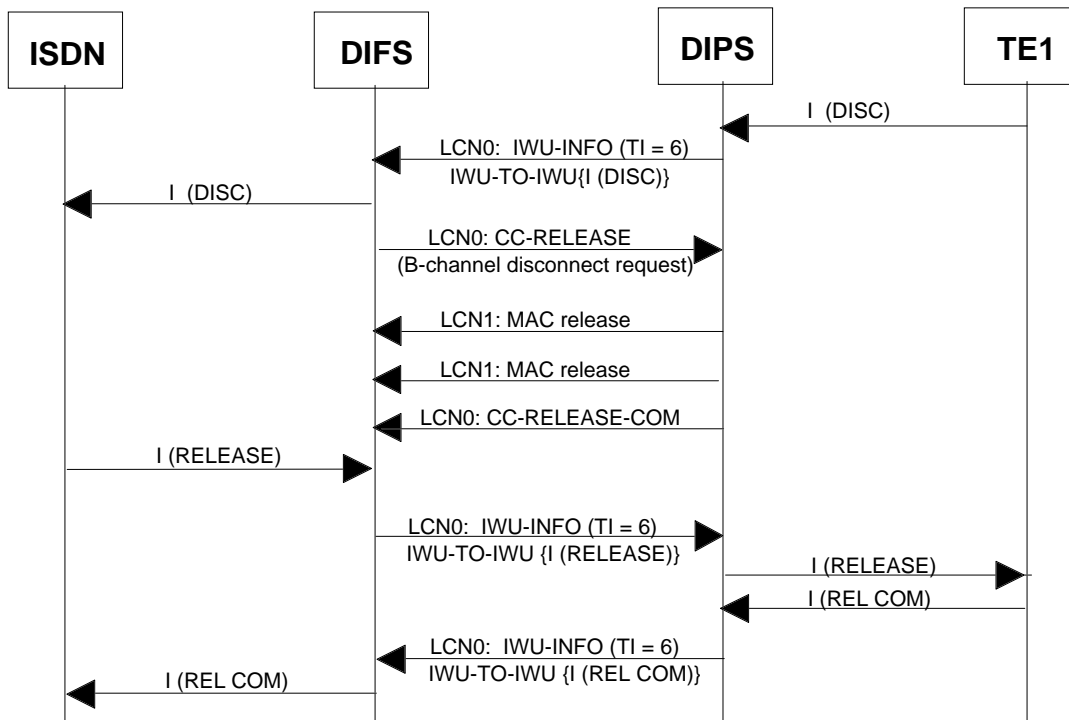 ISDN
DIFS
DIPS
TE1
I (DISC)
LCN0: IWU-INFO (TI = 6)
IWU-TO-IWU{I (DISC)}
I (DISC)
LCN0: CC-RELEASE
(B-channel disconnect request)
LCN1: MAC release
LCN1: MAC release
LCN0: CC-RELEASE-COM
I (RELEASE)
LCN0: IWU-INFO (TI = 6)
IWU-TO-IWU {I (RELEASE)}
I (RELEASE)
I (REL COM)
LCN0: IWU-INFO (TI = 6)
IWU-TO-IWU {I (REL COM)}
I (REL COM)